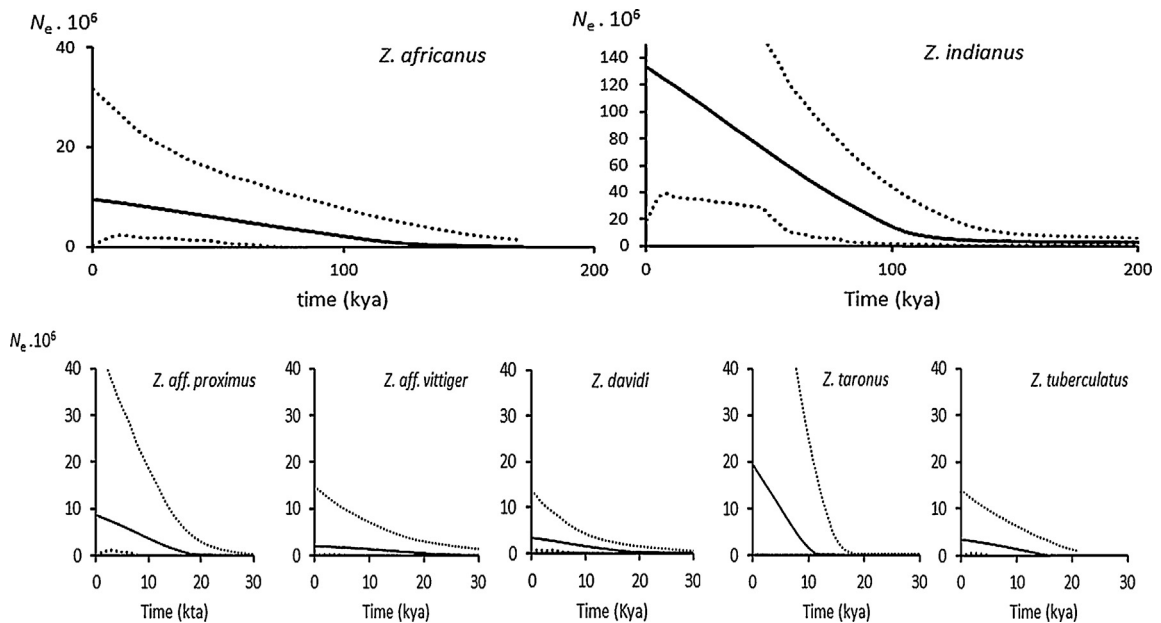 Nₑ . 10⁶ Nₑ . 10⁶
40 Z. africanus 140 Z. indianus
120
100
20 80
60
40
20
0 0
0 100 200 0 100 200
time (kya) Time (kya)
Nₑ .10⁶
40 Z. aff. proximus 40 Z. aff. vittiger 40 Z. davidi 40 Z. taronus 40 Z. tuberculatus
30 30 30 30 30
20 20 20 20 20
10 10 10 10 10
0 0 0 0 0
0 10 20 30 0 10 20 30 0 10 20 30 0 10 20 30 0 10 20 30
Time (kta) Time (kya) Time (Kya) Time (kya) Time (kya)